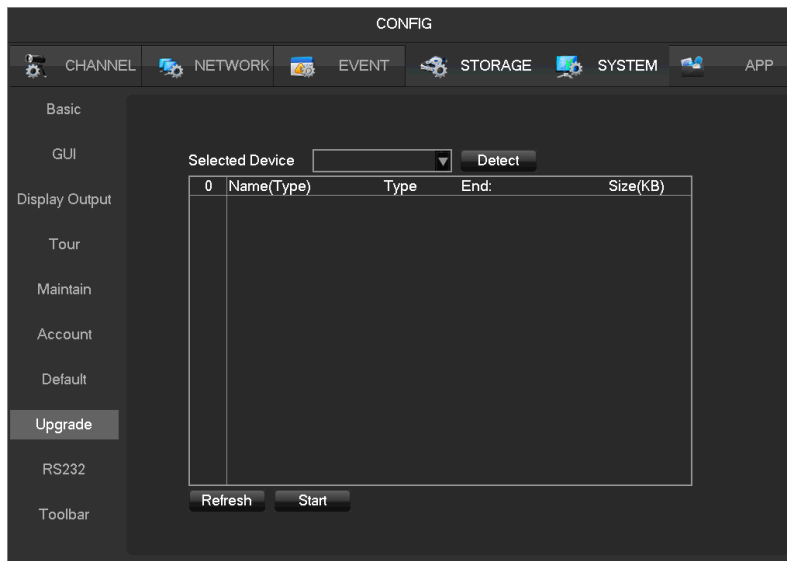 CONFIG
CHANNEL NETWORK EVENT STORAGE SYSTEM APP
Basic
GUI
Display Output
Tour
Maintain
Account
Default
Upgrade
RS232
Toolbar
Selected Device Detect
0 Name(Type) Type End: Size(KB)
Refresh Start